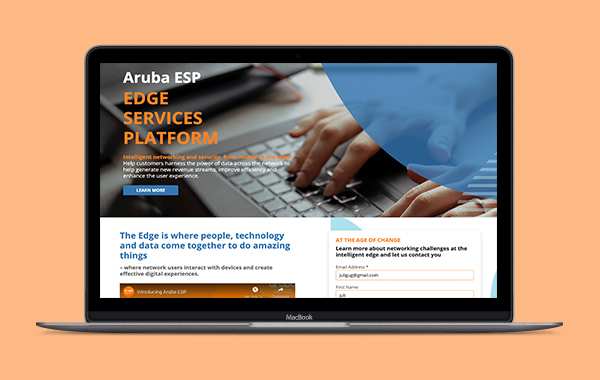 Aruba ESP
EDGE
SERVICES
PLATFORM
Intelligent networking and security, from
Help customers harness the power of data across the network to
help generate new revenue streams, improve efficiency and
enhance the user experience.
LEARN MORE
The Edge is where people, technology
and data come together to do amazing
things
– where network users interact with devices and create
effective digital experiences.
Introducing Aruba ESP
AT THE AGE OF CHANGE
Learn more about networking challenges at the
intelligent edge and let us contact you
Email Address *
juligug@gmail.com
First Name
juli
MacBook